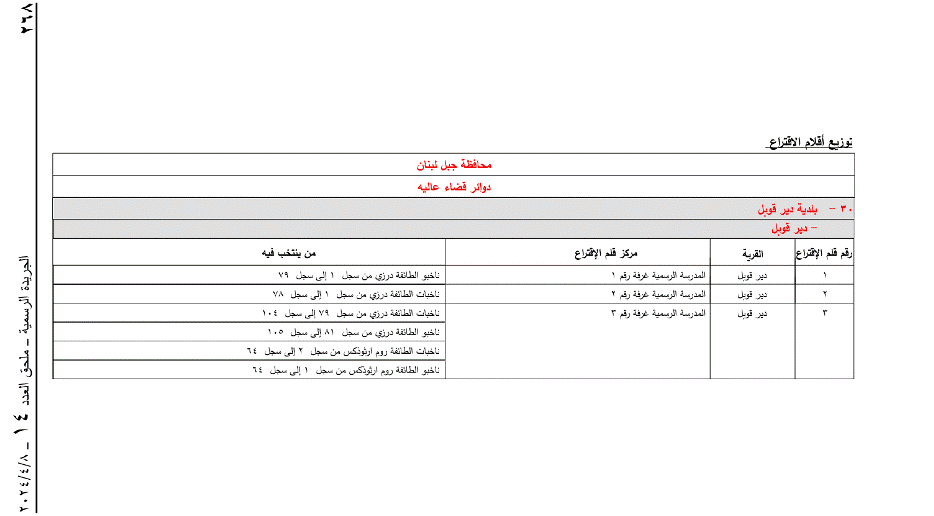 ٢٦٨
الجريدة الرسمية – ملحق العدد ١٤ – ٢٠٢٤/٤/٨
توزيع أقلام الاقتراع
محافظة جبل لبنان
دوائر قضاء عاليه
٣٠ - بلدية دير قوبل
- دير قوبل
رقم قلم الإقتراع القرية مركز قلم الإقتراع من ينتخب فيه
١ دير قوبل المدرسة الرسمية غرفة رقم ١ ناخبو الطائفة درزي من سجل ١ إلى سجل ٧٩
٢ دير قوبل المدرسة الرسمية غرفة رقم ٢ ناخبات الطائفة درزي من سجل ١ إلى سجل ٧٨
٣ دير قوبل المدرسة الرسمية غرفة رقم ٣ ناخبات الطائفة درزي من سجل ٧٩ إلى سجل ١٠٤
ناخبو الطائفة درزي من سجل ٨١ إلى سجل ١٠٥
ناخبات الطائفة روم ارثوذكس من سجل ٢ إلى سجل ٦٤
ناخبو الطائفة روم ارثوذكس من سجل ١ إلى سجل ٦٤